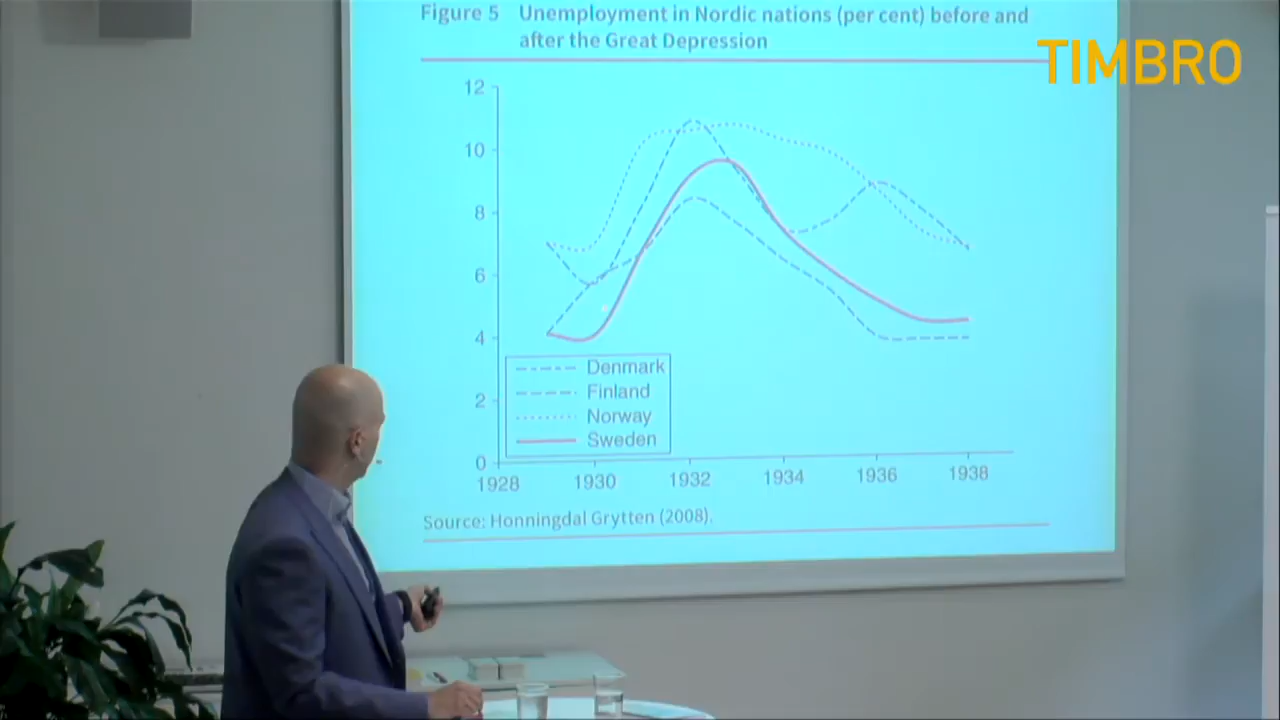 Figure 5 Unemployment in Nordic nations (per cent) before and
after the Great Depression
TIMBRO
12
10
8
6
4
2
0
Denmark
Finland
Norway
Sweden
1928 1930 1932 1934 1936 1938
Source: Honningdal Grytten (2008).